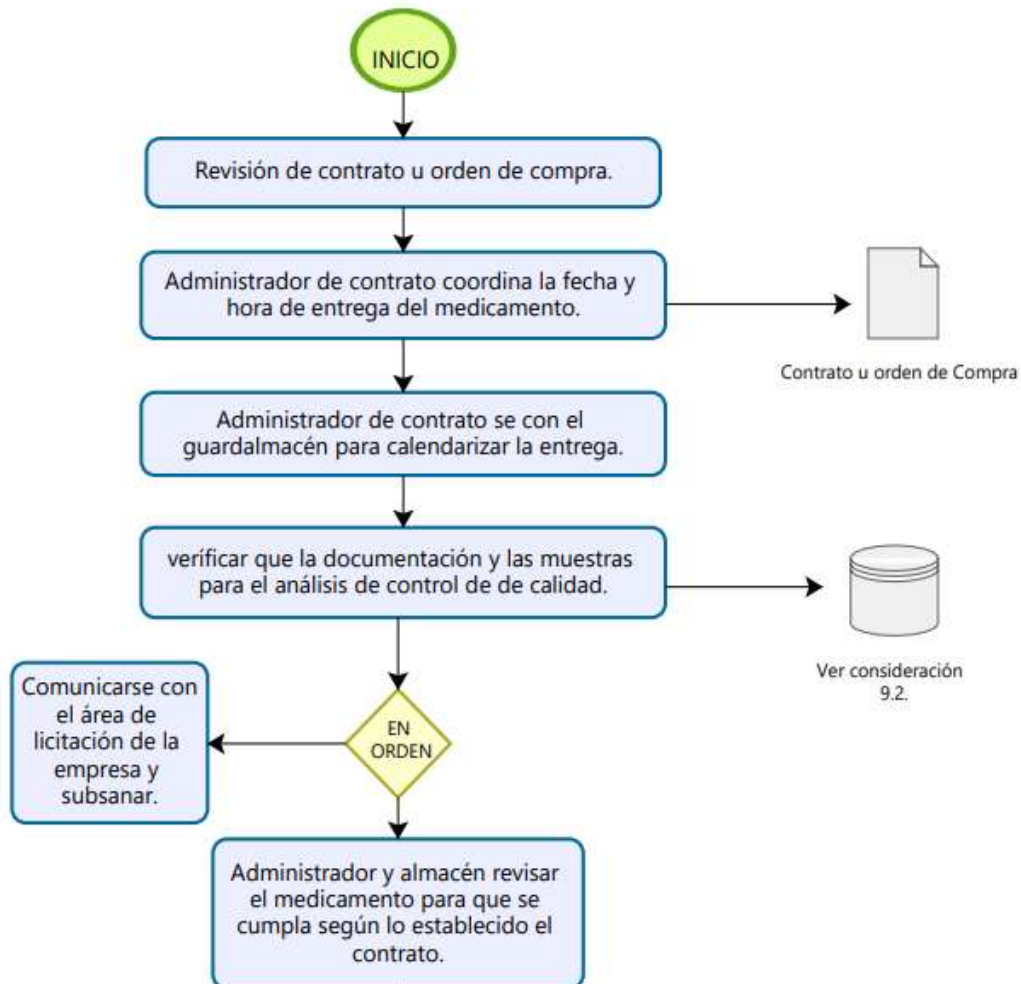 INICIO
Revisión de contrato u orden de compra.
Administrador de contrato coordina la fecha y
hora de entrega del medicamento.
Contrato u orden de Compra
Administrador de contrato se con el
guardalmacén para calendarizar la entrega.
verificar que la documentación y las muestras
para el análisis de control de de calidad.
Ver consideración
9.2.
Comunicarse con
el área de
licitación de la
empresa y
subsanar.
EN
ORDEN
Administrador y almacén revisar
el medicamento para que se
cumpla según lo establecido el
contrato.